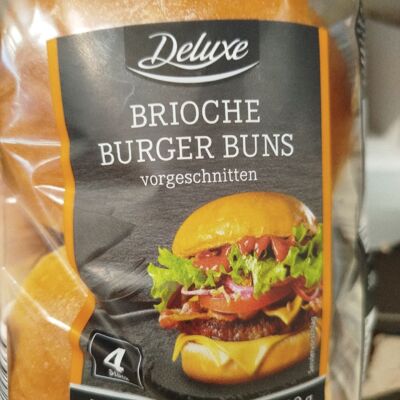 Deluxe
BRIOCHE
BURGER BUNS
vorgeschnitten
4